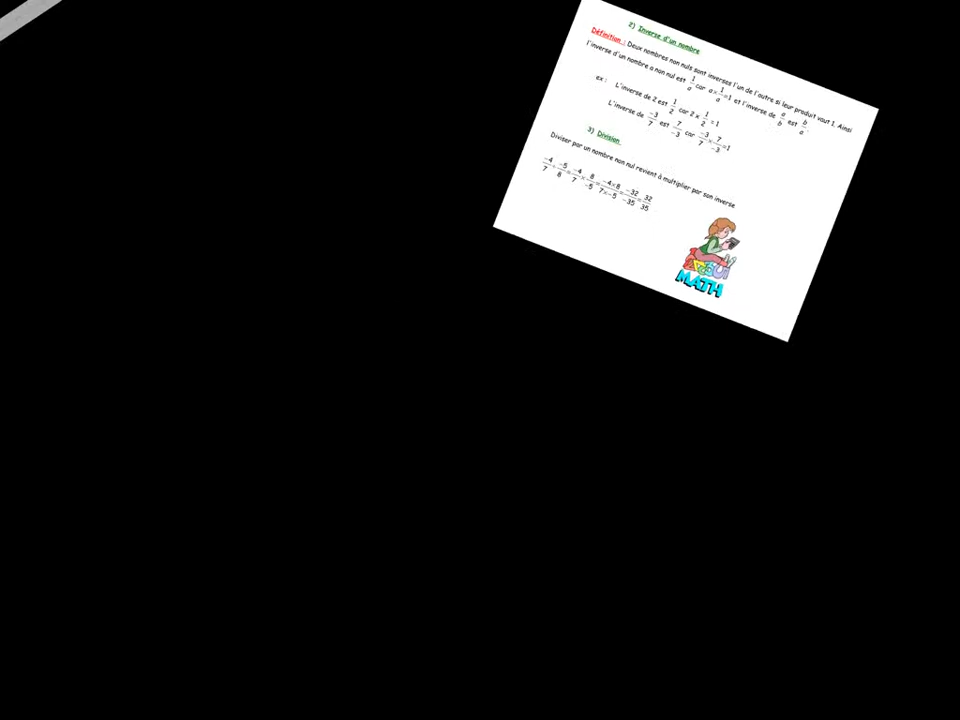 2) Inverse d'un nombre
Définition : Deux nombres non nuls sont inverses l'un de l'autre si leur produit vaut 1. Ainsi
l'inverse d'un nombre a non nul est 1/a car a×1/a=1 et l'inverse de a/b est b/a.
ex : L'inverse de 2 est 1/2 car 2 × 1/2 = 1
L'inverse de -3/7 est 7/-3 car -3/7×7/-3=1
3) Division
Diviser par un nombre non nul revient à multiplier par son inverse
-4/7÷-5/8=-4/7×8/-5=-4×8/7×-5=-32/-35=32/35
MATH